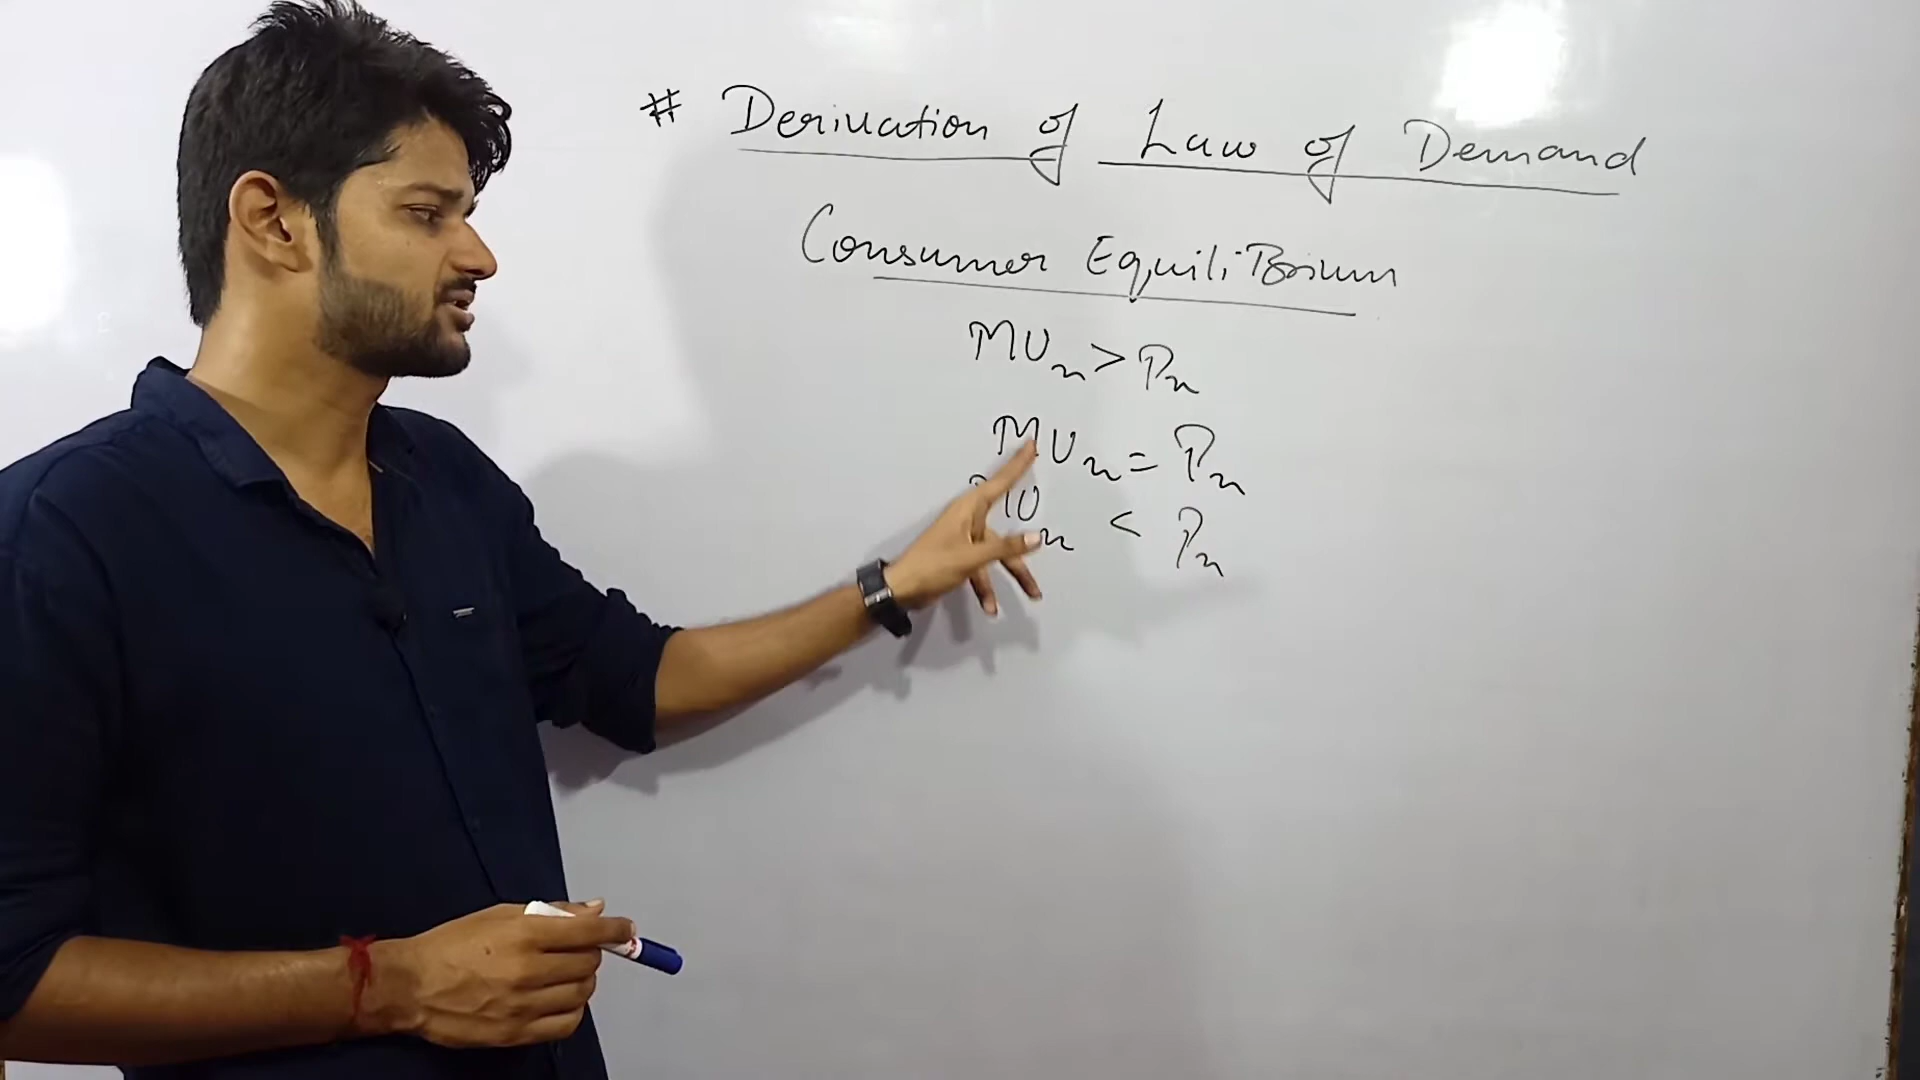 # Derivation of Law of Demand
Consumer Equilibrium
MUₙ > Pₙ
MUₙ = Pₙ
MUₙ < Pₙ